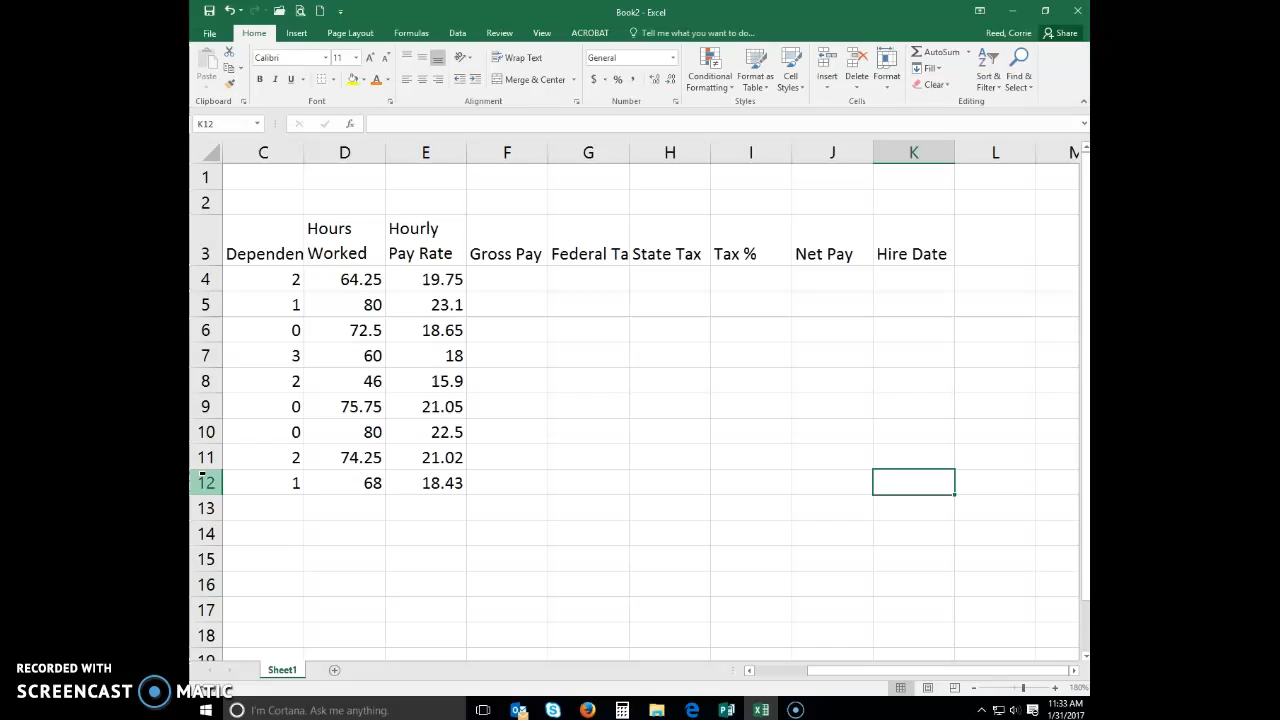 Book2 - Excel
Reed, Corrie
Share
File
Home
Insert
Page Layout
Formulas
Data
Review
View
ACROBAT
Tell me what you want to do...
Paste
Clipboard
Calibri
11
A
A
B
I
U
A
Font
Wrap Text
Merge & Center
Alignment
General
$
%
,
Number
Conditional
Formatting
Format as
Table
Cell
Styles
Styles
Insert
Delete
Format
Cells
AutoSum
Fill
Clear
Sort &
Filter
Find &
Select
Editing
K12
fx
C D E F G H I J K L M
1
2
Hours Hourly
3 Dependen Worked Pay Rate Gross Pay Federal Ta State Tax Tax % Net Pay Hire Date
4 2 64.25 19.75
5 1 80 23.1
6 0 72.5 18.65
7 3 60 18
8 2 46 15.9
9 0 75.75 21.05
10 0 80 22.5
11 2 74.25 21.02
12 1 68 18.43
13
14
15
16
17
18
19
Sheet1
180%
RECORDED WITH
SCREENCAST MATIC
I'm Cortana. Ask me anything.
11:33 AM
1/31/2017